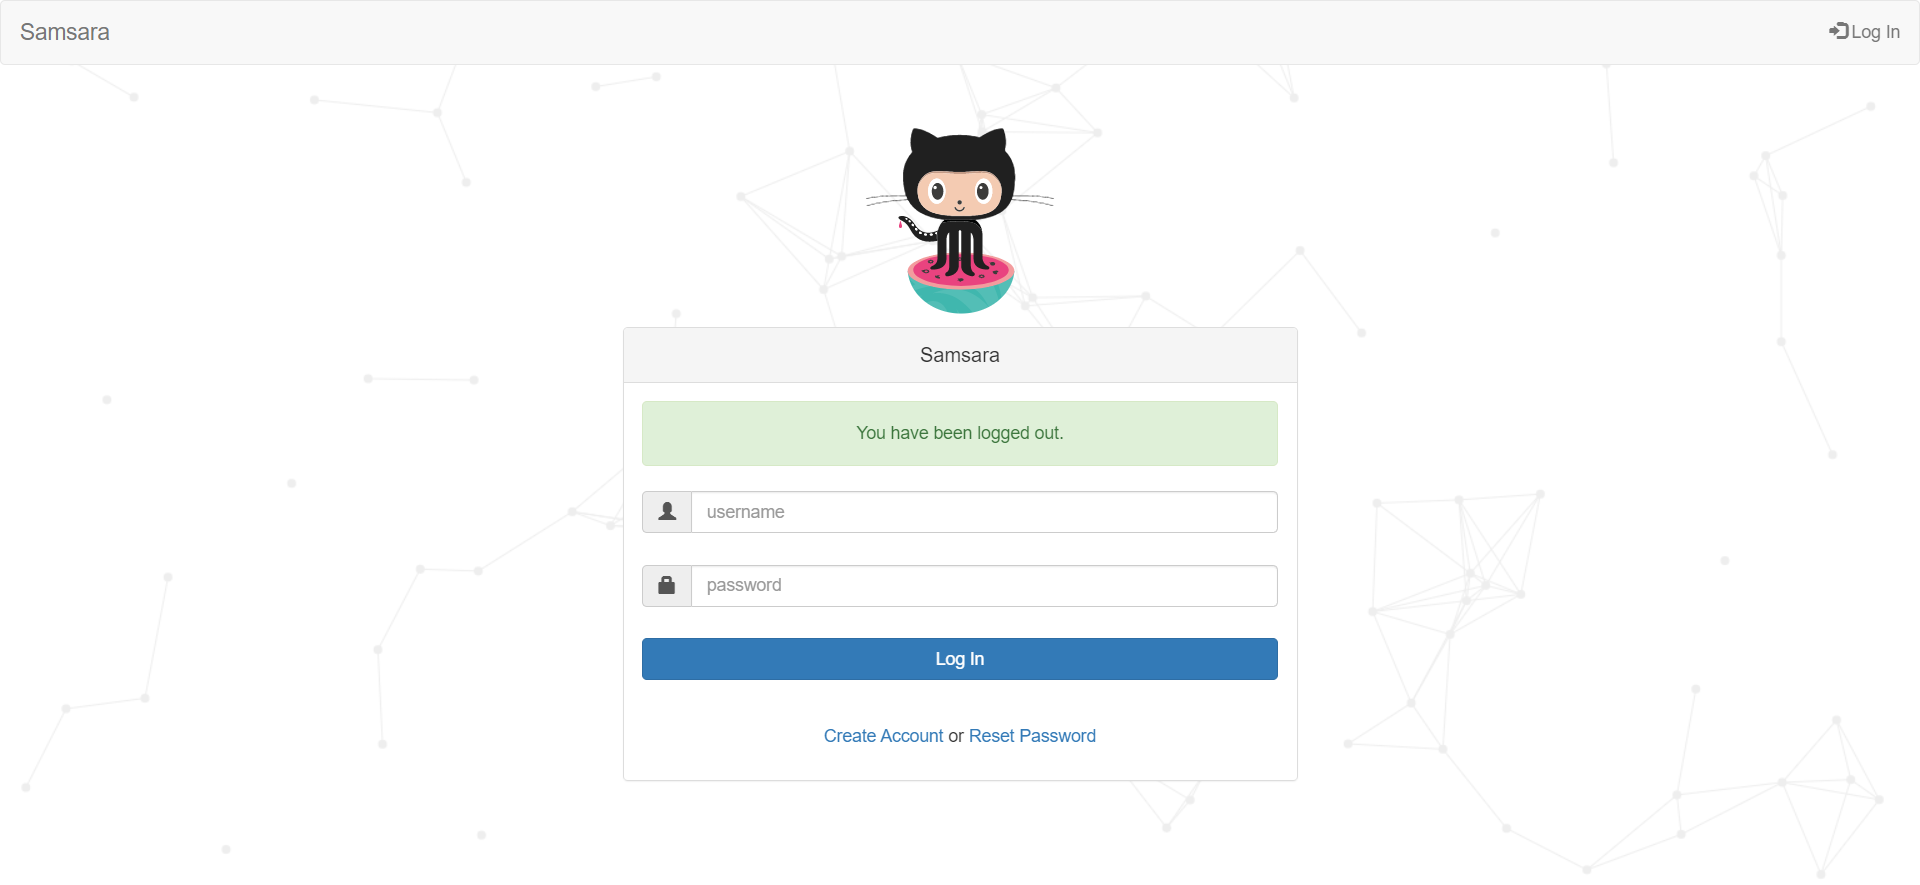 Samsara
Log In
Samsara
You have been logged out.
username
password
Log In
Create Account or Reset Password